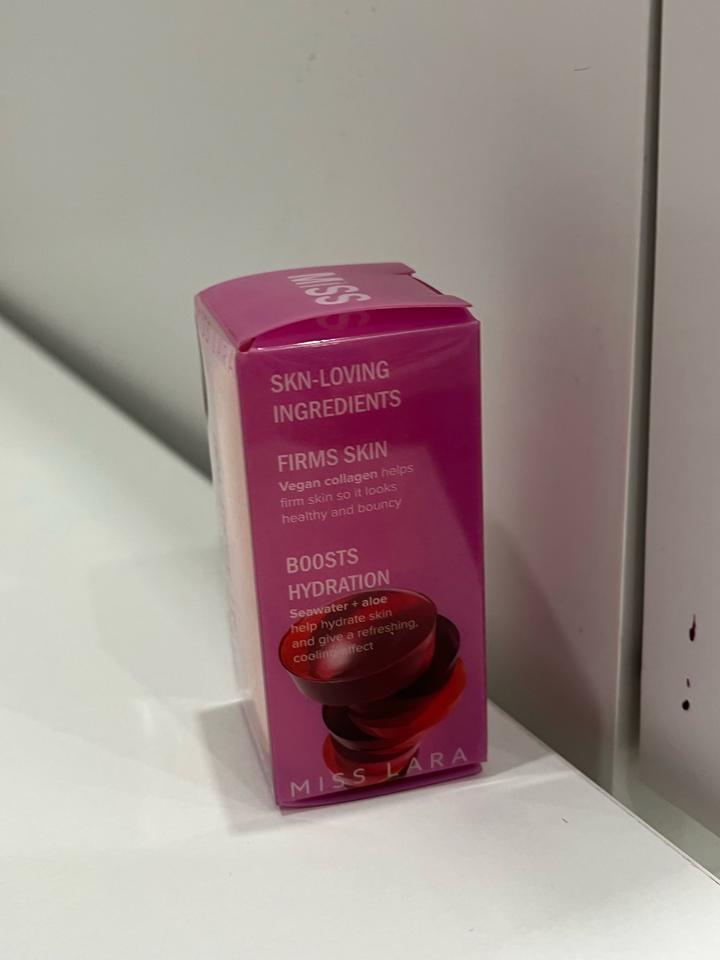 MISS
SKN-LOVING
INGREDIENTS
FIRMS SKIN
Vegan collagen helps
firm skin so it looks
healthy and bouncy
BOOSTS
HYDRATION
Seawater + aloe
help hydrate skin
and give a refreshing,
cooling effect
MISS LARA